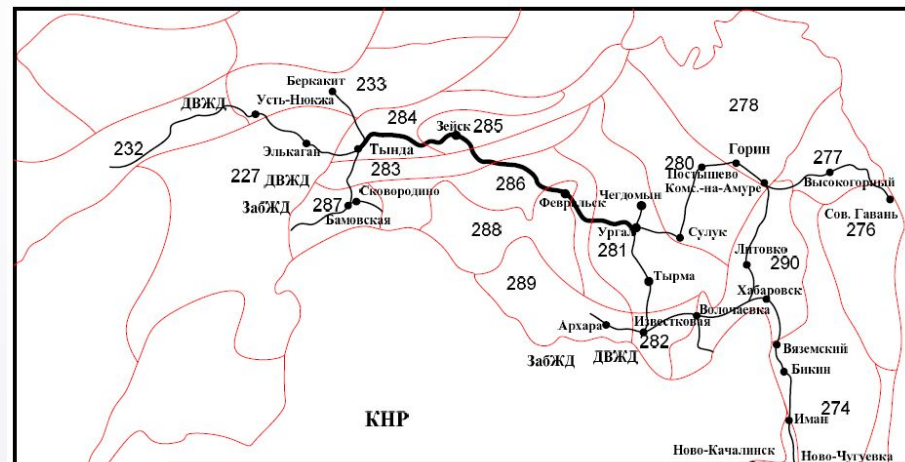 Беркакит
233
278
ДВЖД
Усть-Нюкжа
284
Зейск
285
Горин
277
232
Элькаган
Тында
280
Постышево
Комс.-на-Амуре
Высокогорный
227
ДВЖД
283
286
Чегдомын
Сов. Гавань
ЗабЖД
287
Сковородино
Февральск
276
Бамовская
288
Ургал
281
Сулук
Литовко
290
289
Тырма
Хабаровск
Архара
Известковая
Волочаевка
282
ЗабЖД
ДВЖД
Вяземский
Бикин
КНР
274
Иман
Ново-Качалинск
Ново-Чугуевка